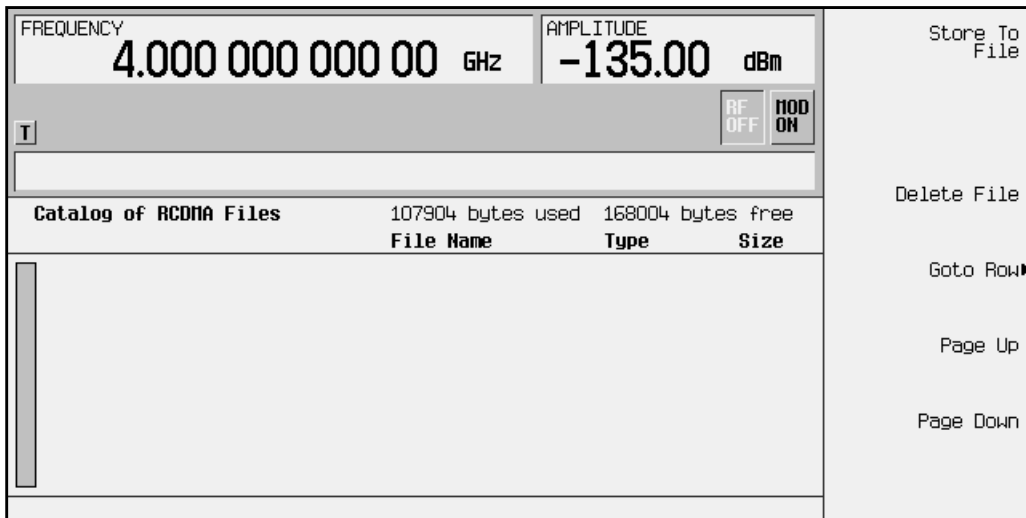 FREQUENCY
4.000 000 000 00 GHz
AMPLITUDE
-135.00 dBm
T
RF OFF
MOD ON
Catalog of RCDMA Files 107904 bytes used 168004 bytes free
File Name Type Size
Store To
File
Delete File
Goto Row
Page Up
Page Down